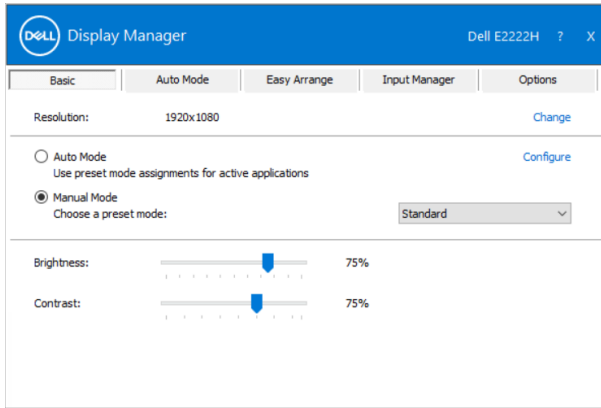 DELL Display Manager Dell E2222H ? X
Basic Auto Mode Easy Arrange Input Manager Options
Resolution: 1920x1080 Change
Auto Mode Configure
Use preset mode assignments for active applications
Manual Mode
Choose a preset mode: Standard
Brightness: 75%
Contrast: 75%